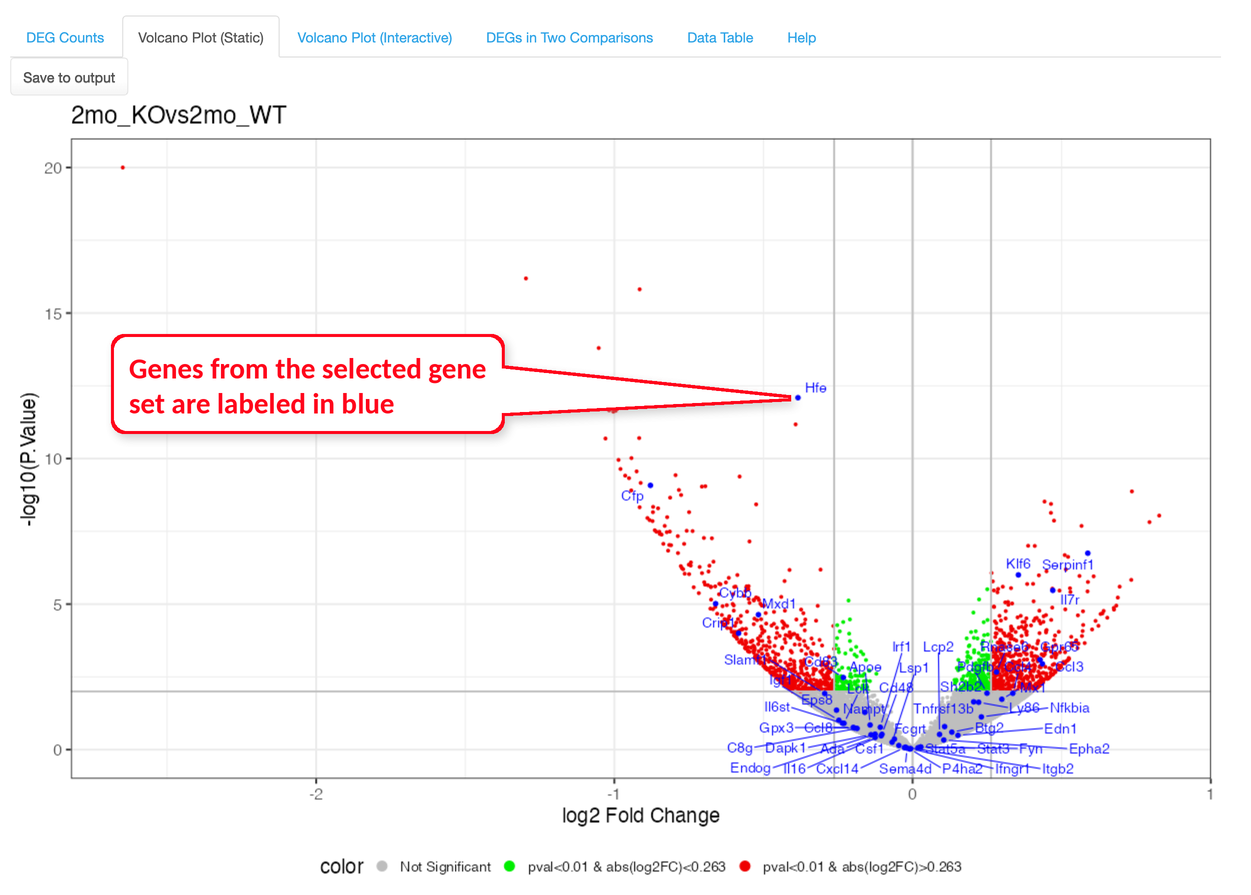 DEG Counts
Volcano Plot (Static)
Volcano Plot (Interactive)
DEGs in Two Comparisons
Data Table
Help
Save to output
2mo_KOvs2mo_WT
20
15
10
5
0
-log10(P.Value)
Genes from the selected gene
set are labeled in blue
Hfe
Cfp
Klf6
Serpinf1
Il7r
Cybb
Mxd1
Crip1
Irf1
Lcp2
Gpr65
Cd63
Apoe
Lsp1
Pdgfb
Ccl3
Lck
Cd48
Sh2b2
Mx1
Eps8
Il6st
Nampt
Tnfrsf13b
Ly86
Nfkbia
Gpx3
Ccl8
Fcgrt
Btg2
Edn1
C8g
Dapk1
Ada
Csf1
Stat5a
Stat3
Fyn
Epha2
Endog
Il16
Cxcl14
Sema4d
P4ha2
Ifngr1
Itgb2
-2
-1
0
1
log2 Fold Change
color
Not Significant
pval<0.01 & abs(log2FC)<0.263
pval<0.01 & abs(log2FC)>0.263